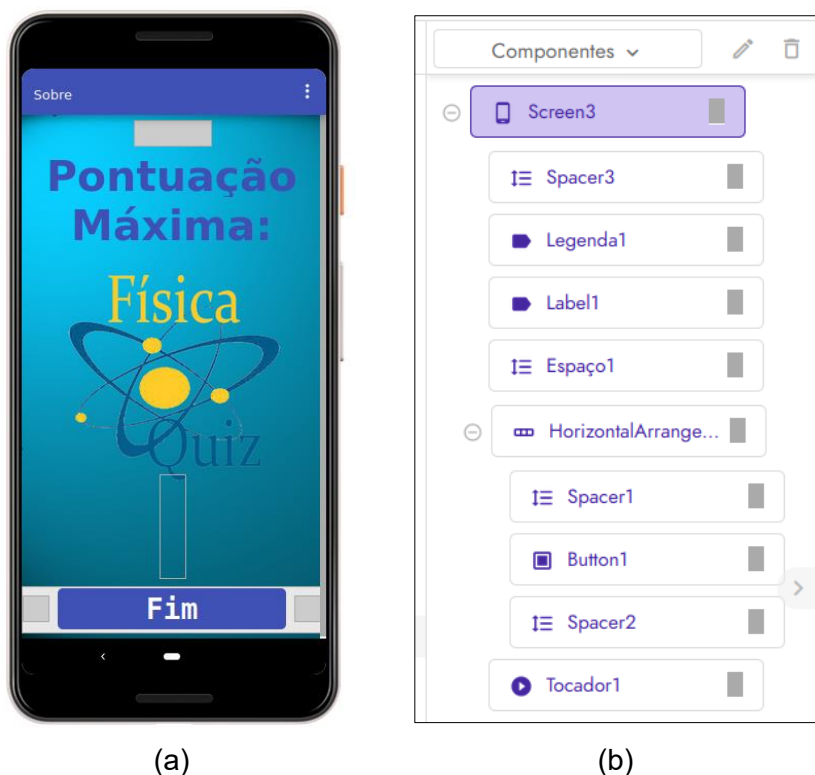 Sobre
Pontuação
Máxima:
Física
Quiz
Fim
(a)
Componentes
Screen3
Spacer3
Legenda1
Label1
Espaço1
HorizontalArrange...
Spacer1
Button1
Spacer2
Tocador1
(b)